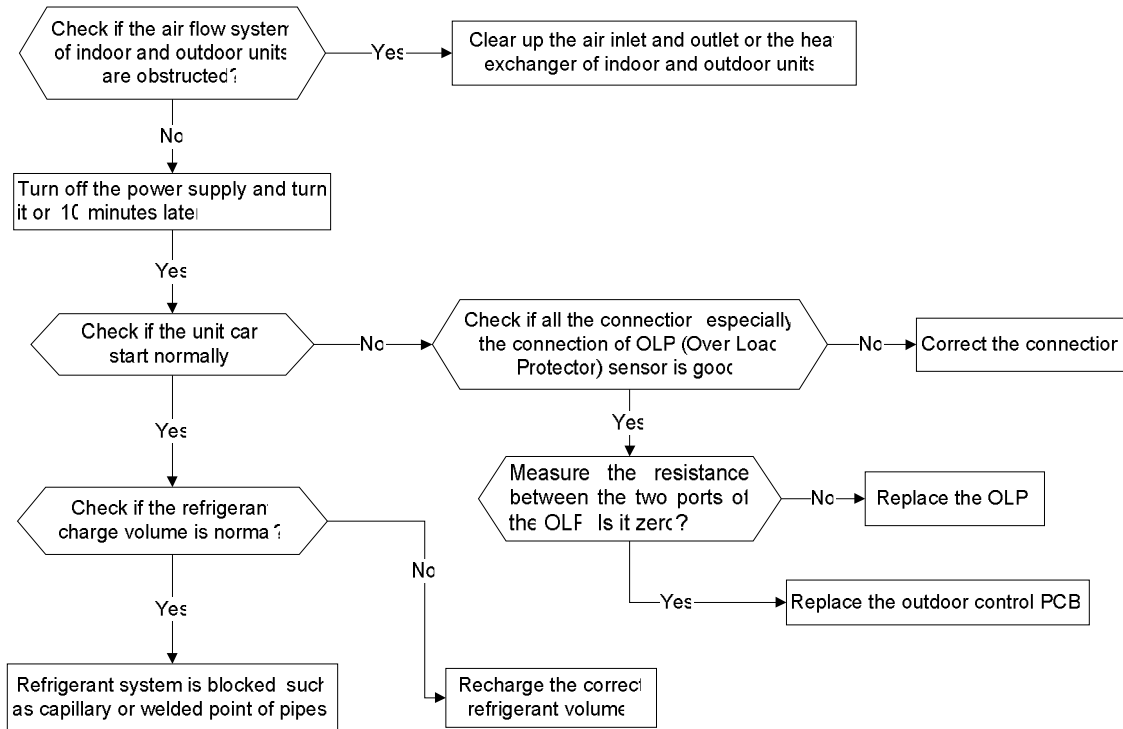 Check if the air flow system
of indoor and outdoor units
are obstructed?
Yes
Clear up the air inlet and outlet or the heat
exchanger of indoor and outdoor units
No
Turn off the power supply and turn
it on 10 minutes later
Yes
Check if the unit can
start normally
No
Check if all the connection especially
the connection of OLP (Over Load
Protector) sensor is good
No
Correct the connection
Yes
Yes
Measure the resistance
between the two ports of
the OLP Is it zero?
No
Replace the OLP
Check if the refrigerant
charge volume is normal?
No
Yes
Replace the outdoor control PCB
Yes
Refrigerant system is blocked such
as capillary or welded point of pipes
Recharge the correct
refrigerant volume